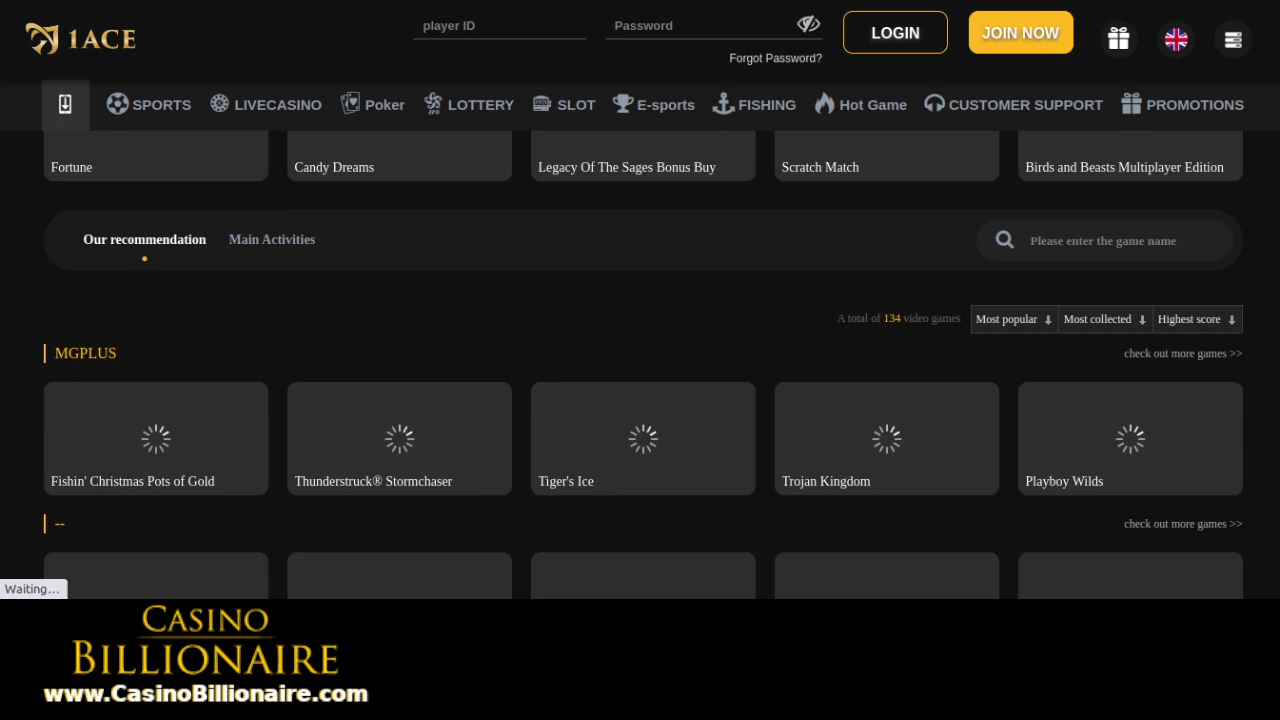 1ACE
player ID
Password
LOGIN
JOIN NOW
Forgot Password?
SPORTS LIVECASINO Poker LOTTERY SLOT E-sports FISHING Hot Game CUSTOMER SUPPORT PROMOTIONS
Fortune
Candy Dreams
Legacy Of The Sages Bonus Buy
Scratch Match
Birds and Beasts Multiplayer Edition
Our recommendation
Main Activities
Please enter the game name
A total of 134 video games
Most popular
Most collected
Highest score
MGPLUS
check out more games >>
Fishin' Christmas Pots of Gold
Thunderstruck® Stormchaser
Tiger's Ice
Trojan Kingdom
Playboy Wilds
--
check out more games >>
Waiting...
CASINO
BILLIONAIRE
www.CasinoBillionaire.com